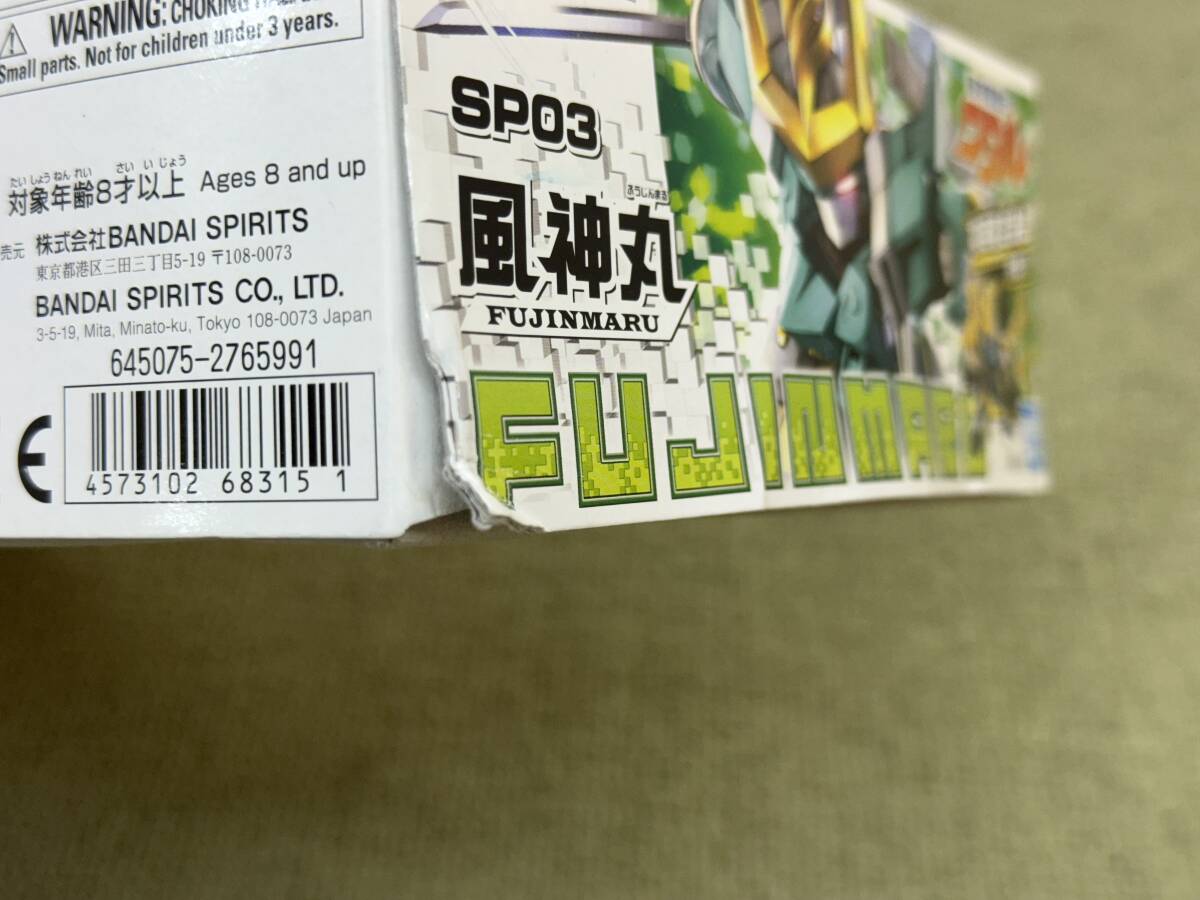 WARNING: CHOKING
Small parts. Not for children under 3 years.
たいしょうねんれい さい いじょう
対象年齢8才以上 Ages 8 and up
売元 株式会社BANDAI SPIRITS
東京都港区三田三丁目5-19 〒108-0073
BANDAI SPIRITS CO., LTD.
3-5-19, Mita, Minato-ku, Tokyo 108-0073 Japan
645075-2765991
4573102 68315 1
CE
SP03
ふうじんまる
風神丸
FUJINMARU
FUJINMARU